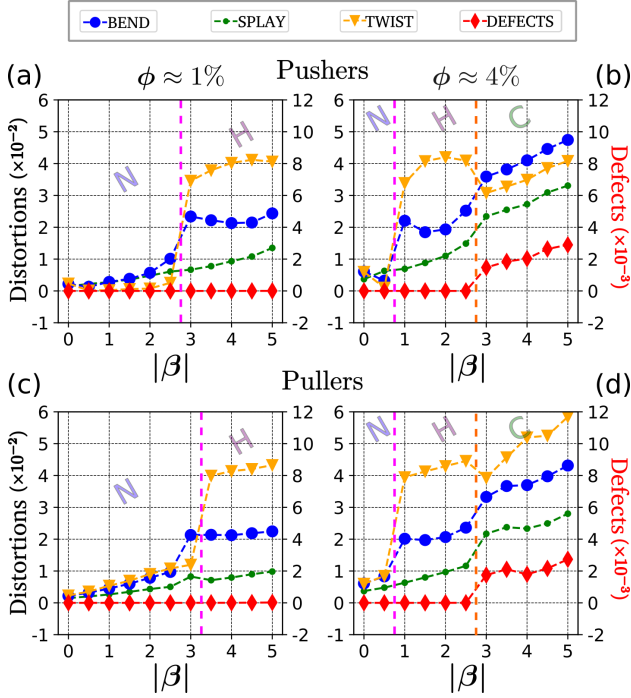 BEND SPLAY TWIST DEFECTS
(a) ϕ ≈ 1% Pushers ϕ ≈ 4% (b)
6 12 6 12
5 10 5 10
4 8 4 8
3 6 3 6
2 4 2 4
1 2 1 2
0 0 0 0
-1 -2 -1 -2
N H N H C
Distortions (×10⁻²)
Defects (×10⁻³)
0 1 2 3 4 5 0 1 2 3 4 5
|β| |β|
(c) Pullers (d)
6 12 6 12
5 10 5 10
4 8 4 8
3 6 3 6
2 4 2 4
1 2 1 2
0 0 0 0
-1 -2 -1 -2
N H N H C
Distortions (×10⁻²)
Defects (×10⁻³)
0 1 2 3 4 5 0 1 2 3 4 5
|β| |β|